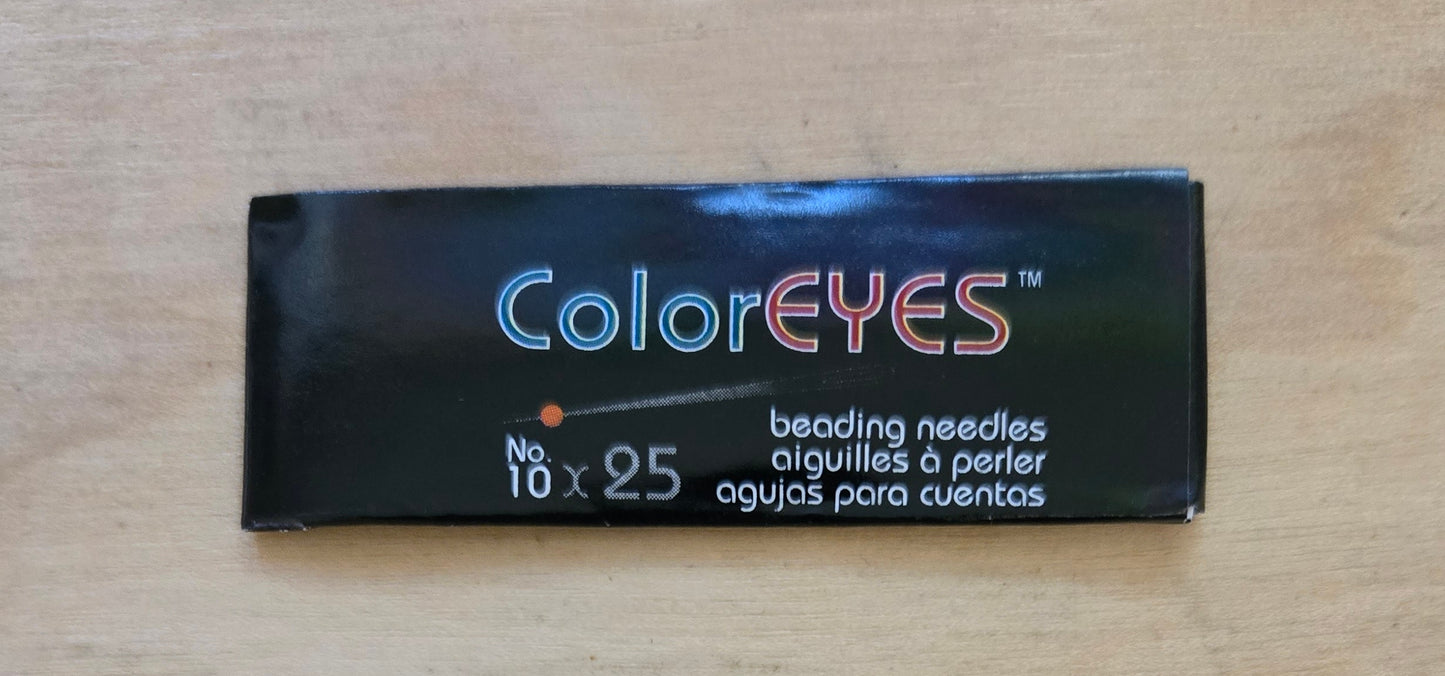 ColorEYES™
No.
10 x 25
beading needles
aiguilles à perler
agujas para cuentas